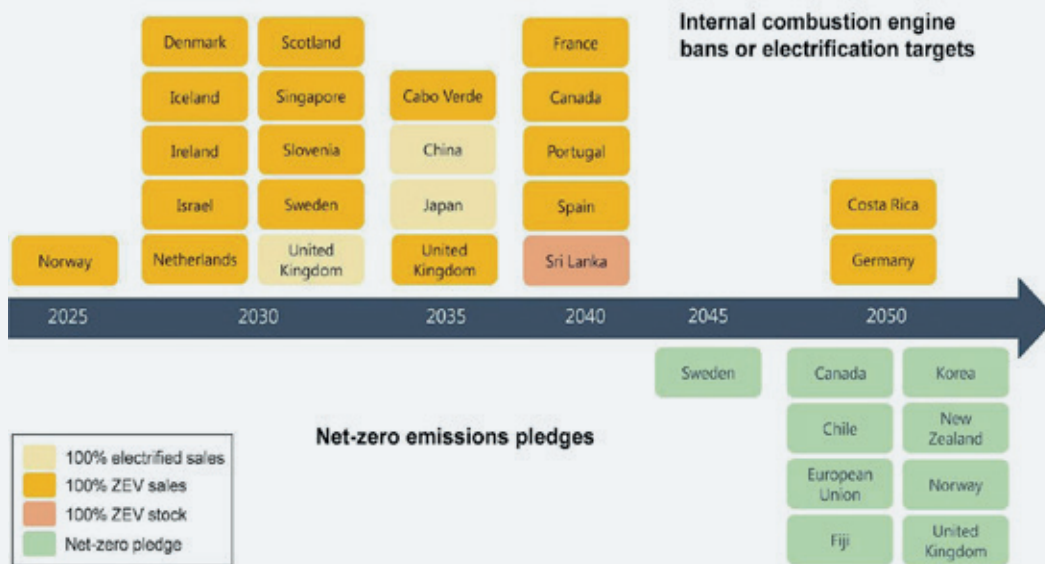 Internal combustion engine
bans or electrification targets
Denmark
Scotland
France
Iceland
Singapore
Cabo Verde
Canada
Ireland
Slovenia
China
Portugal
Israel
Sweden
Japan
Spain
Costa Rica
Norway
Netherlands
United
Kingdom
United
Kingdom
Sri Lanka
Germany
2025
2030
2035
2040
2045
2050
Sweden
Canada
Korea
Net-zero emissions pledges
Chile
New
Zealand
European
Union
Norway
Fiji
United
Kingdom
100% electrified sales
100% ZEV sales
100% ZEV stock
Net-zero pledge